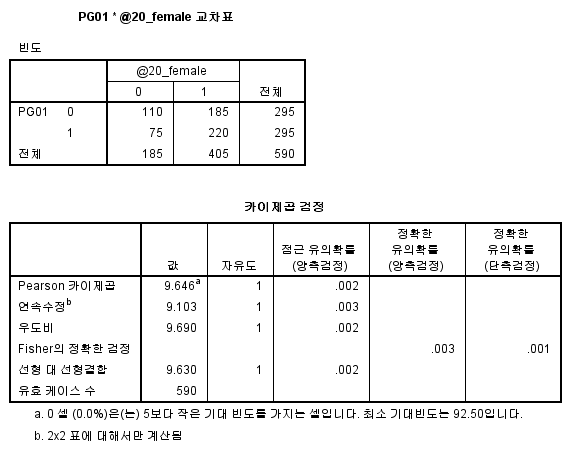 PG01 * @20_female 교차표
빈도
@20_female
0 1 전체
PG01 0 110 185 295
1 75 220 295
전체 185 405 590
카이제곱 검정
값 자유도 점근 유의확률 (양측검정) 정확한 유의확률 (양측검정) 정확한 유의확률 (단측검정)
Pearson 카이제곱 9.646a 1 .002
연속수정b 9.103 1 .003
우도비 9.690 1 .002
Fisher의 정확한 검정 .003 .001
선형 대 선형결합 9.630 1 .002
유효 케이스 수 590
a. 0 셀 (0.0%)은(는) 5보다 작은 기대 빈도를 가지는 셀입니다. 최소 기대빈도는 92.50입니다.
b. 2x2 표에 대해서만 계산됨